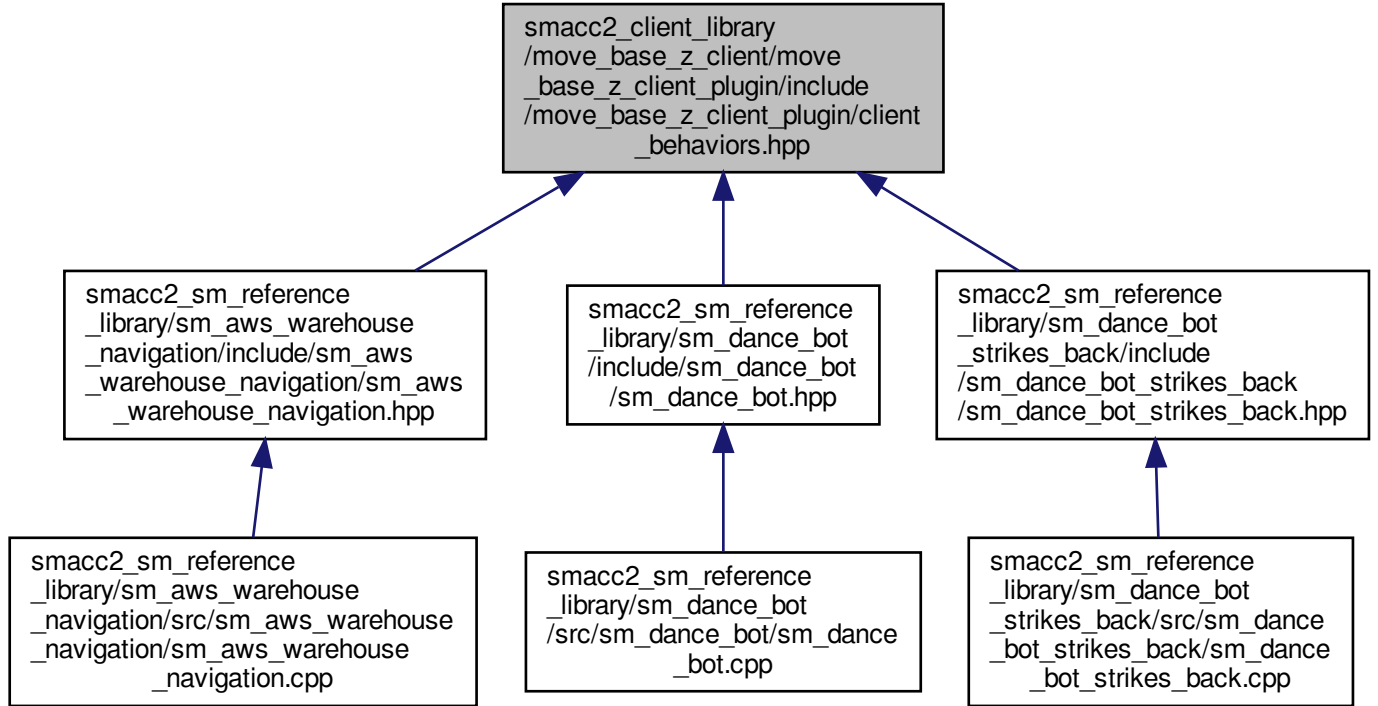 smacc2_client_library
/move_base_z_client/move
_base_z_client_plugin/include
/move_base_z_client_plugin/client
_behaviors.hpp
smacc2_sm_reference
_library/sm_aws_warehouse
_navigation/include/sm_aws
_warehouse_navigation/sm_aws
_warehouse_navigation.hpp
smacc2_sm_reference
_library/sm_dance_bot
/include/sm_dance_bot
/sm_dance_bot.hpp
smacc2_sm_reference
_library/sm_dance_bot
_strikes_back/include
/sm_dance_bot_strikes_back
/sm_dance_bot_strikes_back.hpp
smacc2_sm_reference
_library/sm_aws_warehouse
_navigation/src/sm_aws_warehouse
_navigation/sm_aws_warehouse
_navigation.cpp
smacc2_sm_reference
_library/sm_dance_bot
/src/sm_dance_bot/sm_dance
_bot.cpp
smacc2_sm_reference
_library/sm_dance_bot
_strikes_back/src/sm_dance
_bot_strikes_back/sm_dance
_bot_strikes_back.cpp